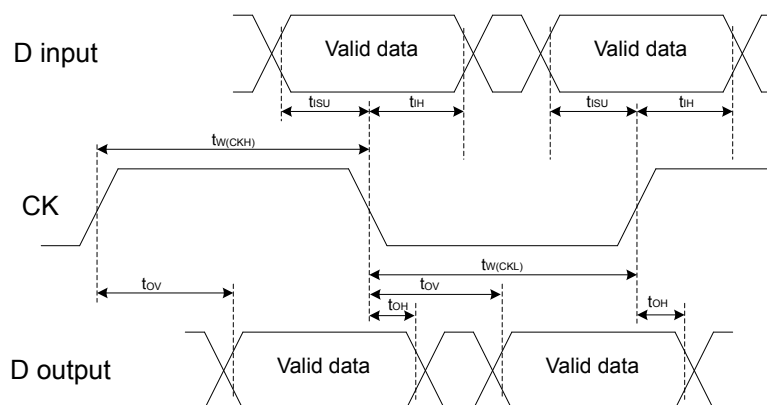 D input
Valid data
Valid data
tISU
tIH
tISU
tIH
tW(CKH)
CK
tW(CKL)
tOV
tOV
tOH
tOH
D output
Valid data
Valid data